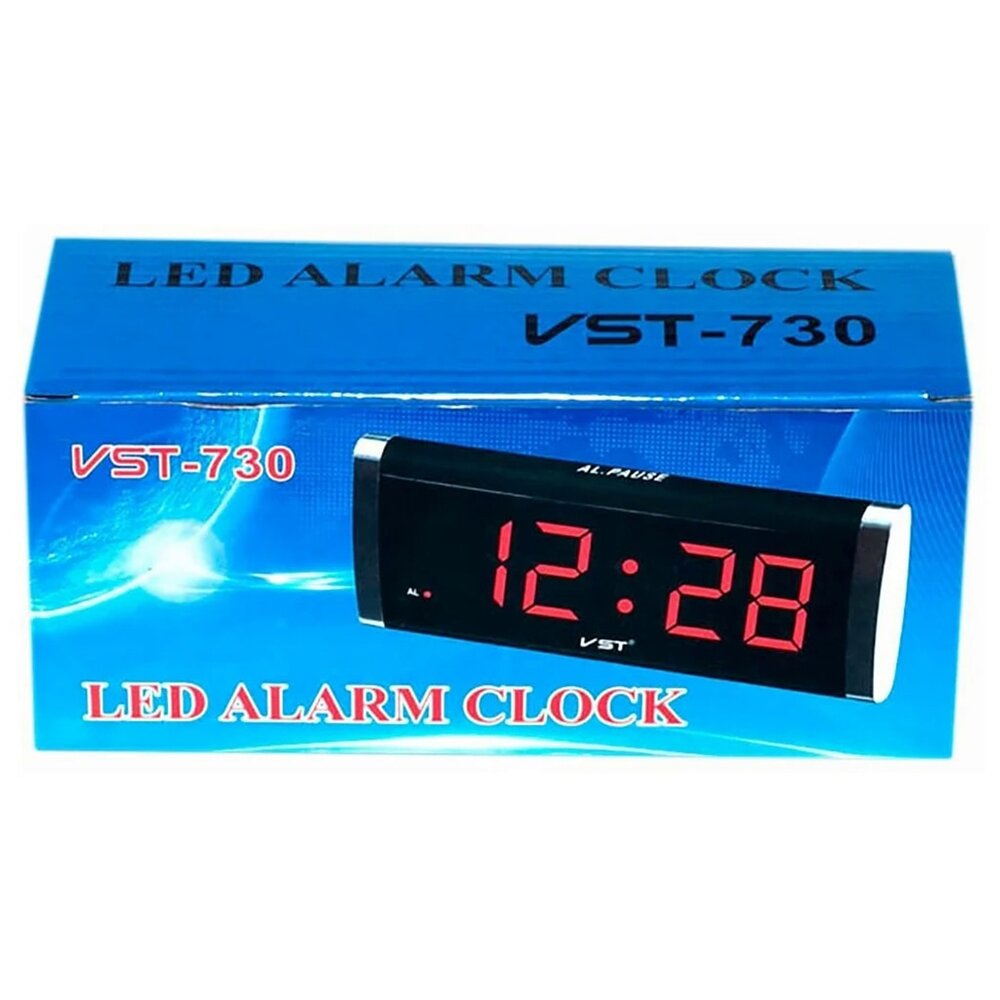 LED ALARM CLOCK
VST-730
VST-730
AL.PAUSE
12:28
AL
VST®
LED ALARM CLOCK